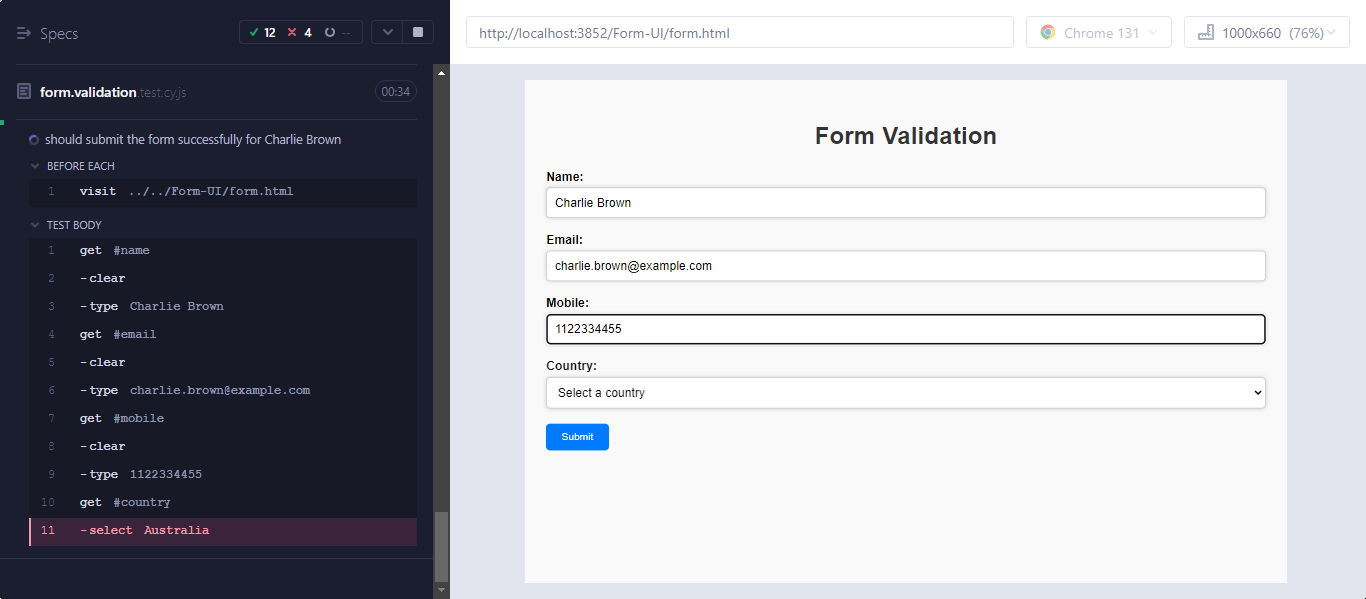 Specs
12 4 --
form.validation.test.cy.js 00:34
should submit the form successfully for Charlie Brown
BEFORE EACH
1 visit ../../Form-UI/form.html
TEST BODY
1 get #name
2 -clear
3 -type Charlie Brown
4 get #email
5 -clear
6 -type charlie.brown@example.com
7 get #mobile
8 -clear
9 -type 1122334455
10 get #country
11 -select Australia
http://localhost:3852/Form-UI/form.html
Chrome 131
1000x660 (76%)
Form Validation
Name:
Charlie Brown
Email:
charlie.brown@example.com
Mobile:
1122334455
Country:
Select a country
Submit